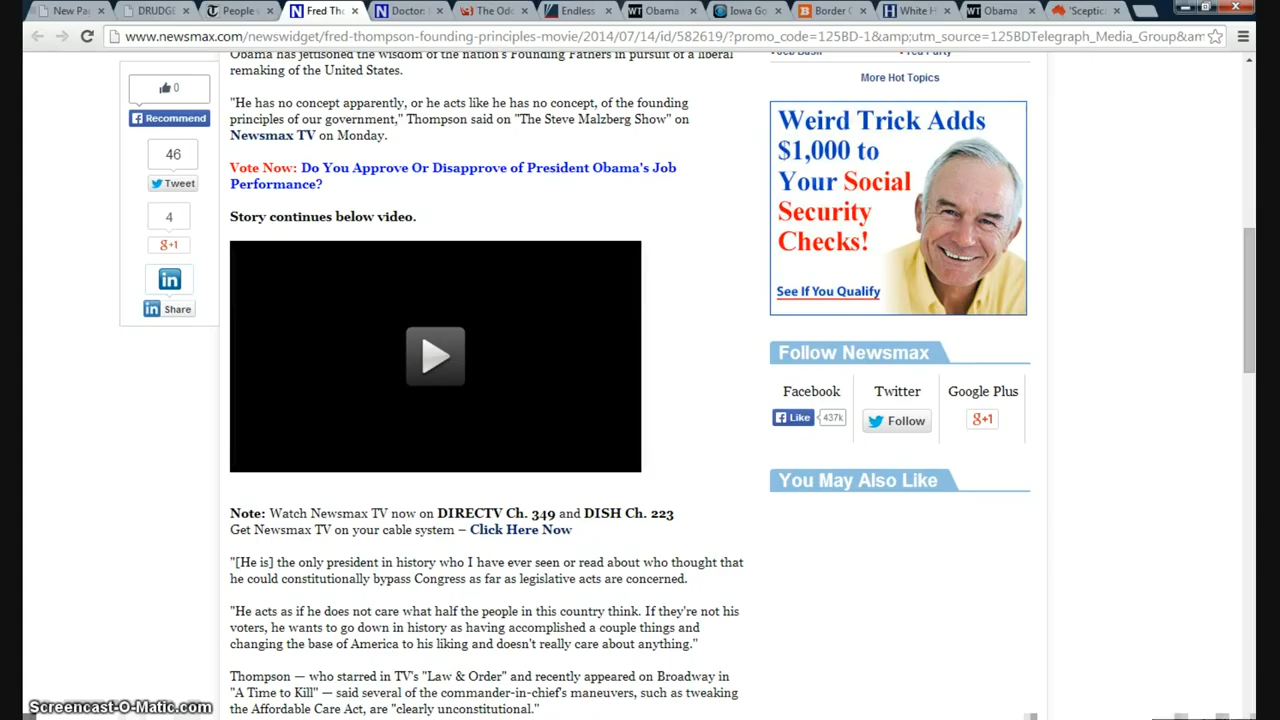 New Pag
DRUDGE
People v
Fred Tho
Doctor:
The Odd
Endless
Obama
Iowa Go
Border C
White H
Obama
'Sceptic
www.newsmax.com/newswidget/fred-thompson-founding-principles-movie/2014/07/14/id/582619/?promo_code=125BD-1&amp;utm_source=125BDTelegraph_Media_Group&am
Obama has jettisoned the wisdom of the nation's Founding Fathers in pursuit of a liberal
remaking of the United States.
"He has no concept apparently, or he acts like he has no concept, of the founding
principles of our government," Thompson said on "The Steve Malzberg Show" on
Newsmax TV on Monday.
Vote Now: Do You Approve Or Disapprove of President Obama's Job
Performance?
Story continues below video.
0
Recommend
46
Tweet
4
g+1
in
in Share
Note: Watch Newsmax TV now on DIRECTV Ch. 349 and DISH Ch. 223
Get Newsmax TV on your cable system – Click Here Now
"[He is] the only president in history who I have ever seen or read about who thought that
he could constitutionally bypass Congress as far as legislative acts are concerned.
"He acts as if he does not care what half the people in this country think. If they're not his
voters, he wants to go down in history as having accomplished a couple things and
changing the base of America to his liking and doesn't really care about anything."
Thompson — who starred in TV's "Law & Order" and recently appeared on Broadway in
"A Time to Kill" — said several of the commander-in-chief's maneuvers, such as tweaking
the Affordable Care Act, are "clearly unconstitutional."
More Hot Topics
Weird Trick Adds
$1,000 to
Your Social
Security
Checks!
See If You Qualify
Follow Newsmax
Facebook Twitter Google Plus
Like 437k Follow g+1
You May Also Like
Screencast-O-Matic.com